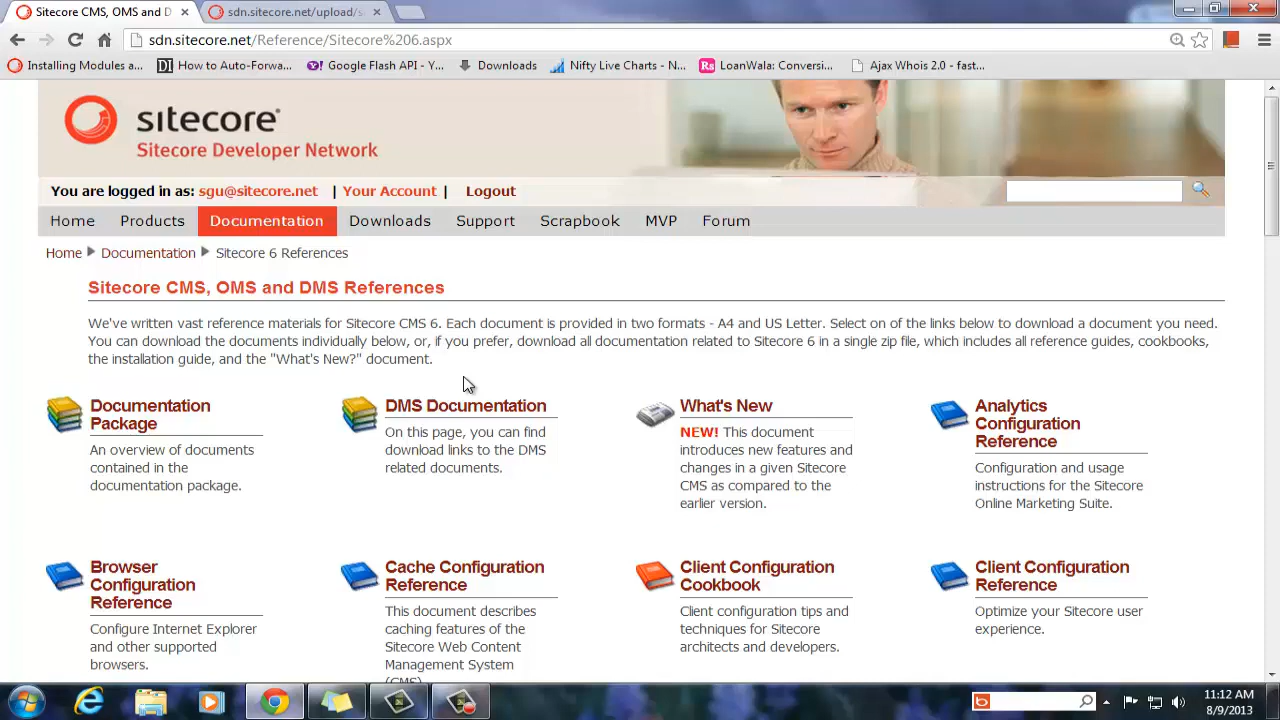 Sitecore CMS, OMS and D
sdn.sitecore.net/upload/s
sdn.sitecore.net/Reference/Sitecore%206.aspx
Installing Modules a... How to Auto-Forwa... Google Flash API - Y... Downloads Nifty Live Charts - N... LoanWala: Conversi... Ajax Whois 2.0 - fast...
sitecore
Sitecore Developer Network
You are logged in as: sgu@sitecore.net | Your Account | Logout
Home Products Documentation Downloads Support Scrapbook MVP Forum
Home Documentation Sitecore 6 References
Sitecore CMS, OMS and DMS References
We've written vast reference materials for Sitecore CMS 6. Each document is provided in two formats - A4 and US Letter. Select on of the links below to download a document you need.
You can download the documents individually below, or, if you prefer, download all documentation related to Sitecore 6 in a single zip file, which includes all reference guides, cookbooks,
the installation guide, and the "What's New?" document.
Documentation
Package
An overview of documents
contained in the
documentation package.
DMS Documentation
On this page, you can find
download links to the DMS
related documents.
What's New
NEW! This document
introduces new features and
changes in a given Sitecore
CMS as compared to the
earlier version.
Analytics
Configuration
Reference
Configuration and usage
instructions for the Sitecore
Online Marketing Suite.
Browser
Configuration
Reference
Configure Internet Explorer
and other supported
browsers.
Cache Configuration
Reference
This document describes
caching features of the
Sitecore Web Content
Management System
(CMS)
Client Configuration
Cookbook
Client configuration tips and
techniques for Sitecore
architects and developers.
Client Configuration
Reference
Optimize your Sitecore user
experience.
11:12 AM
8/9/2013